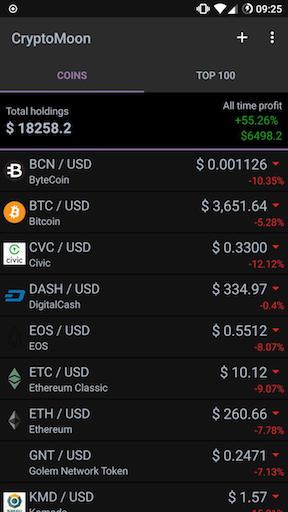 09:25
CryptoMoon
COINS
TOP 100
Total holdings
$ 18258.2
All time profit
+55.26%
$6498.2
BCN / USD
ByteCoin
$ 0.001126
-10.35%
BTC / USD
Bitcoin
$ 3,651.64
-5.28%
civic
CVC / USD
Civic
$ 0.3300
-12.12%
DASH / USD
DigitalCash
$ 334.97
-0.4%
EOS / USD
EOS
$ 0.5512
-8.07%
ETC / USD
Ethereum Classic
$ 10.12
-9.07%
ETH / USD
Ethereum
$ 260.66
-7.78%
GNT / USD
Golem Network Token
$ 0.2471
-7.13%
KMD / USD
$ 1.57